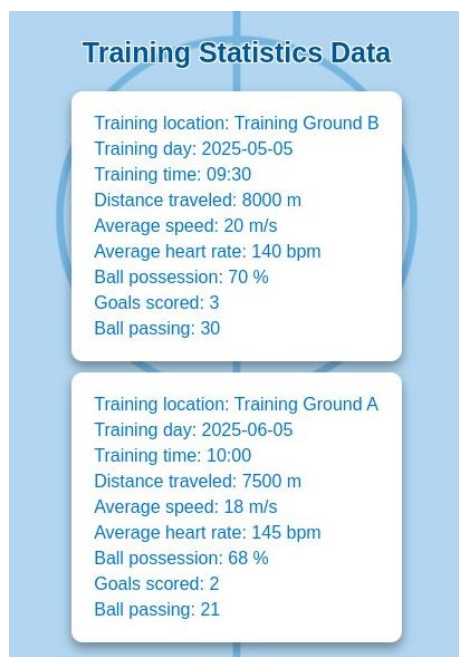 Training Statistics Data
Training location: Training Ground B
Training day: 2025-05-05
Training time: 09:30
Distance traveled: 8000 m
Average speed: 20 m/s
Average heart rate: 140 bpm
Ball possession: 70 %
Goals scored: 3
Ball passing: 30
Training location: Training Ground A
Training day: 2025-06-05
Training time: 10:00
Distance traveled: 7500 m
Average speed: 18 m/s
Average heart rate: 145 bpm
Ball possession: 68 %
Goals scored: 2
Ball passing: 21